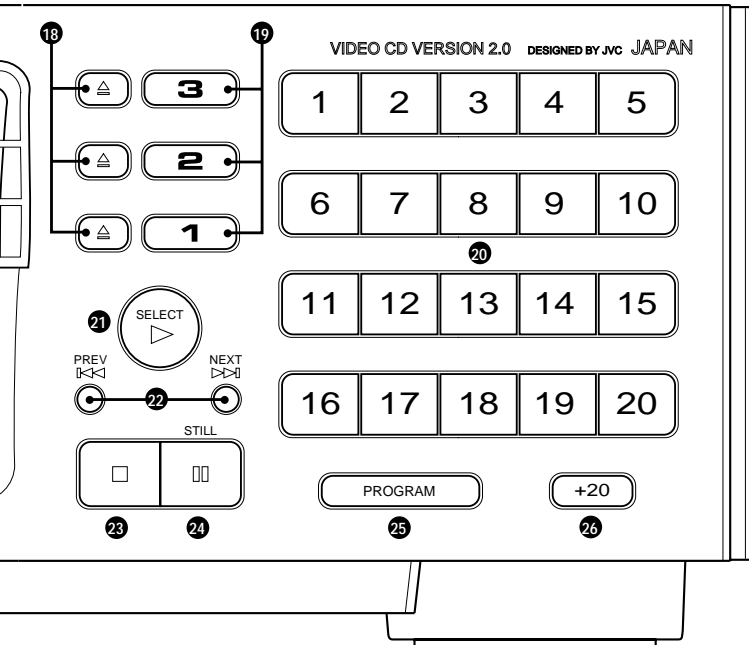 18 19
VIDEO CD VERSION 2.0 DESIGNED BY JVC JAPAN
3
1 2 3 4 5
2
6 7 8 9 10
1
20
21
SELECT
11 12 13 14 15
PREV NEXT
22
16 17 18 19 20
STILL
PROGRAM +20
23 24 25 26